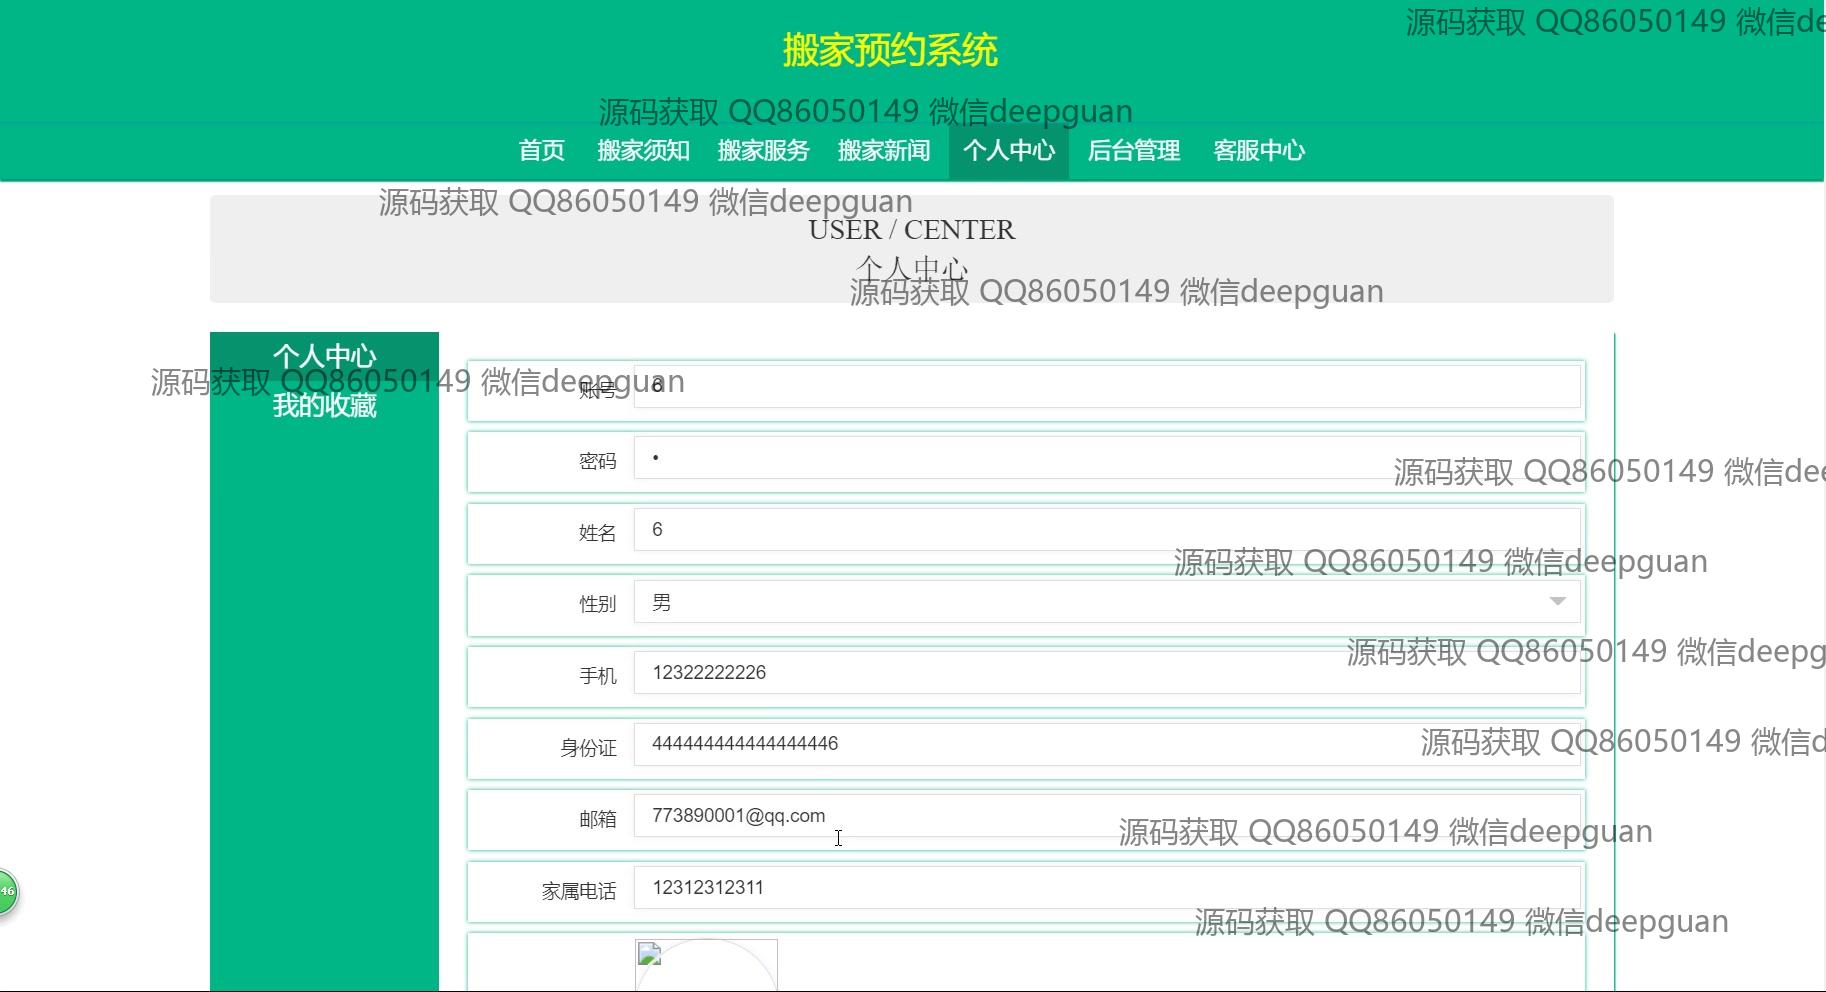 源码获取 QQ86050149 微信de
搬家预约系统
源码获取 QQ86050149 微信deepguan
首页 搬家须知 搬家服务 搬家新闻 个人中心 后台管理 客服中心
源码获取 QQ86050149 微信deepguan
USER / CENTER
个人中心
源码获取 QQ86050149 微信deepguan
个人中心
源码获取 QQ86050149 微信deepguan
我的收藏
账号 6
密码 •
源码获取 QQ86050149 微信dee
姓名 6
源码获取 QQ86050149 微信deepguan
性别 男
源码获取 QQ86050149 微信deepg
手机 12322222226
身份证 444444444444444446
源码获取 QQ86050149 微信d
邮箱 773890001@qq.com
源码获取 QQ86050149 微信deepguan
家属电话 12312312311
46
源码获取 QQ86050149 微信deepguan